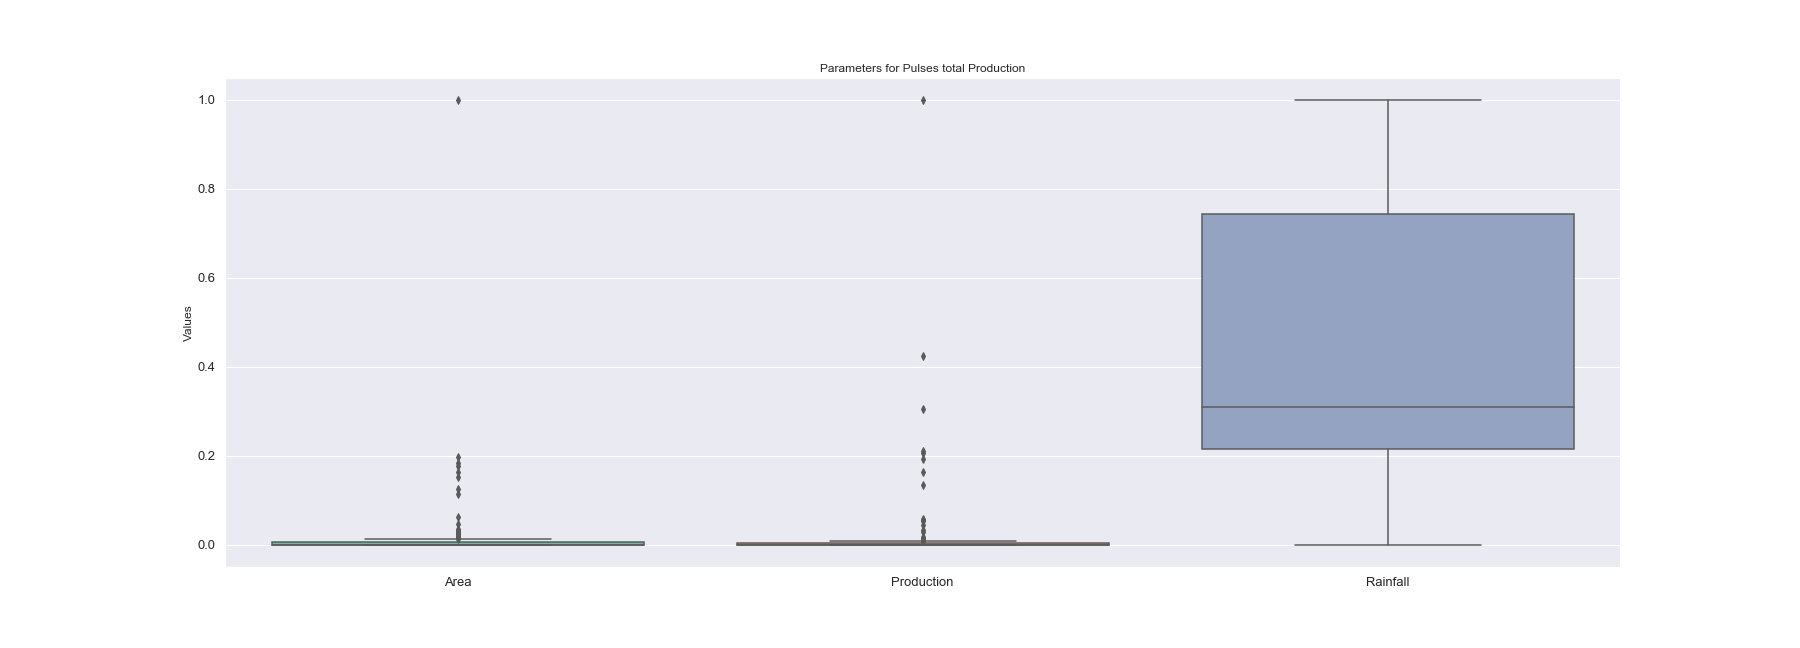 Parameters for Pulses total Production
1.0
0.8
0.6
0.4
0.2
0.0
Values
Area
Production
Rainfall